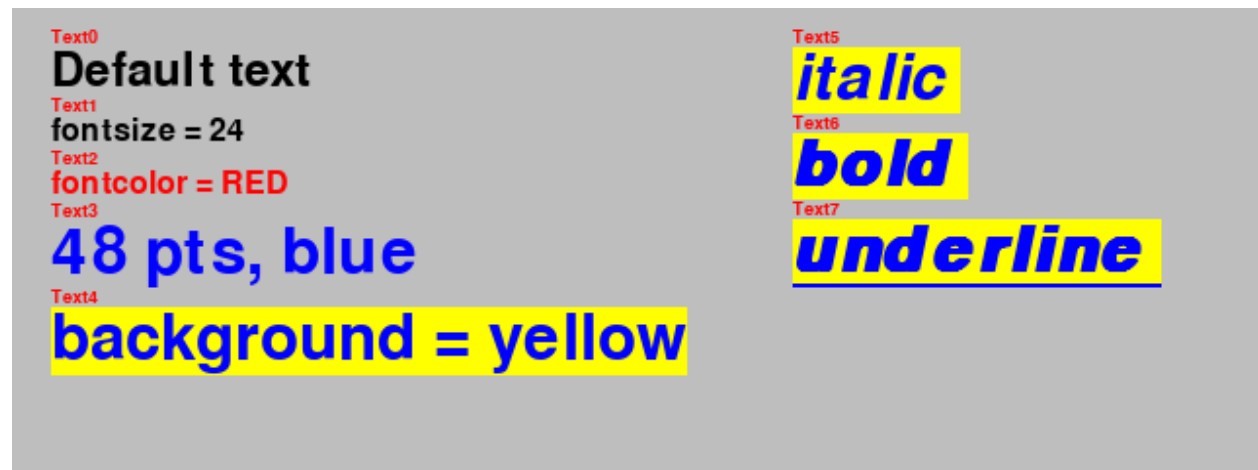 Text0
Default text
Text1
fontsize = 24
Text2
fontcolor = RED
Text3
48 pts, blue
Text4
background = yellow
Text5
italic
Text6
bold
Text7
underline